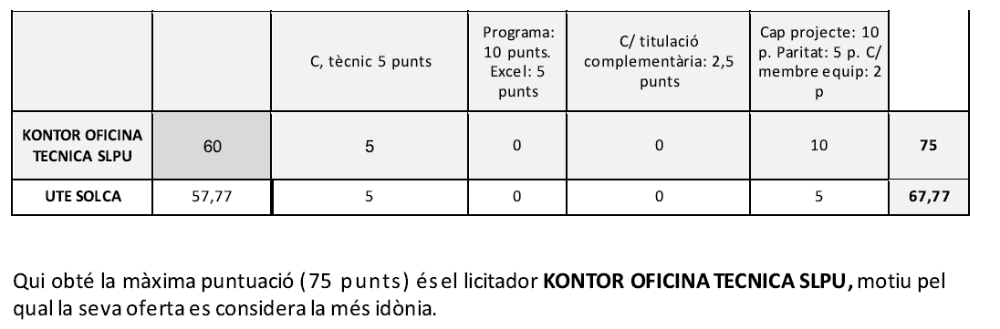 C, tècnic 5 punts
Programa:
10 punts.
Excel: 5
punts
C/ titulació
complementària: 2,5
punts
Cap projecte: 10
p. Paritat: 5 p. C/
membre equip: 2
p
KONTOR OFICINA
TECNICA SLPU
60
5
0
0
10
75
UTE SOLCA
57,77
5
0
0
5
67,77
Qui obté la màxima puntuació (75 punts) és el licitador KONTOR OFICINA TECNICA SLPU, motiu pel
qual la seva oferta es considera la més idònia.